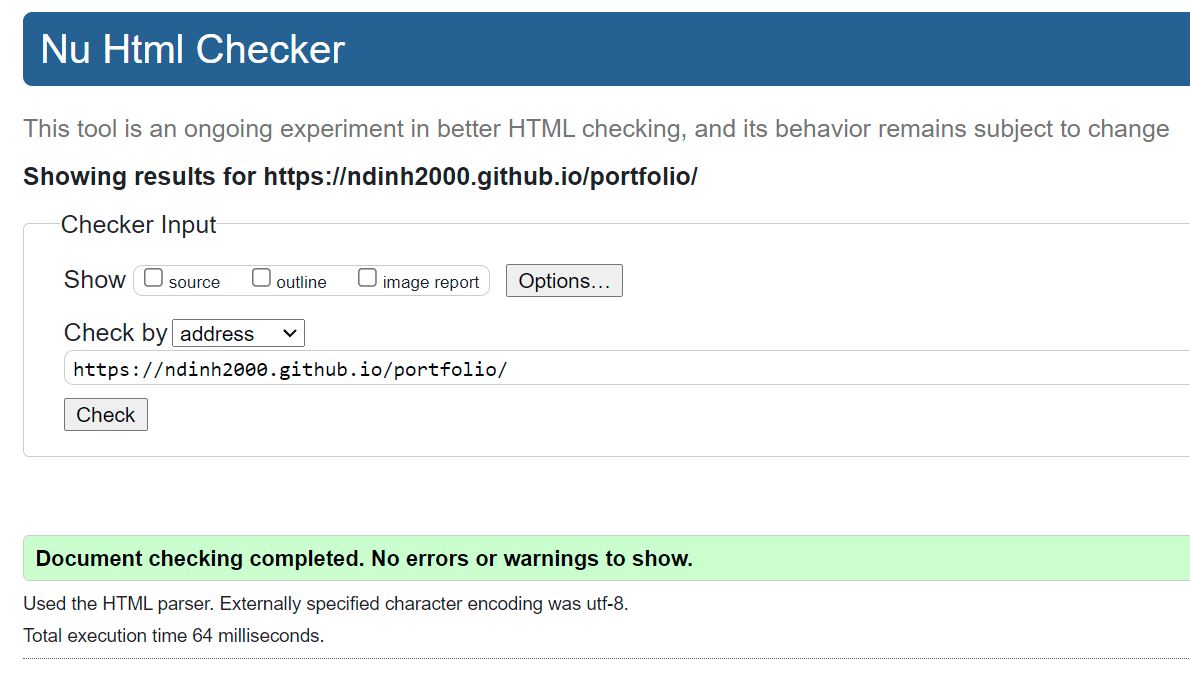 Nu Html Checker
This tool is an ongoing experiment in better HTML checking, and its behavior remains subject to change
Showing results for https://ndinh2000.github.io/portfolio/
Checker Input
Show source outline image report Options...
Check by address
https://ndinh2000.github.io/portfolio/
Check
Document checking completed. No errors or warnings to show.
Used the HTML parser. Externally specified character encoding was utf-8.
Total execution time 64 milliseconds.